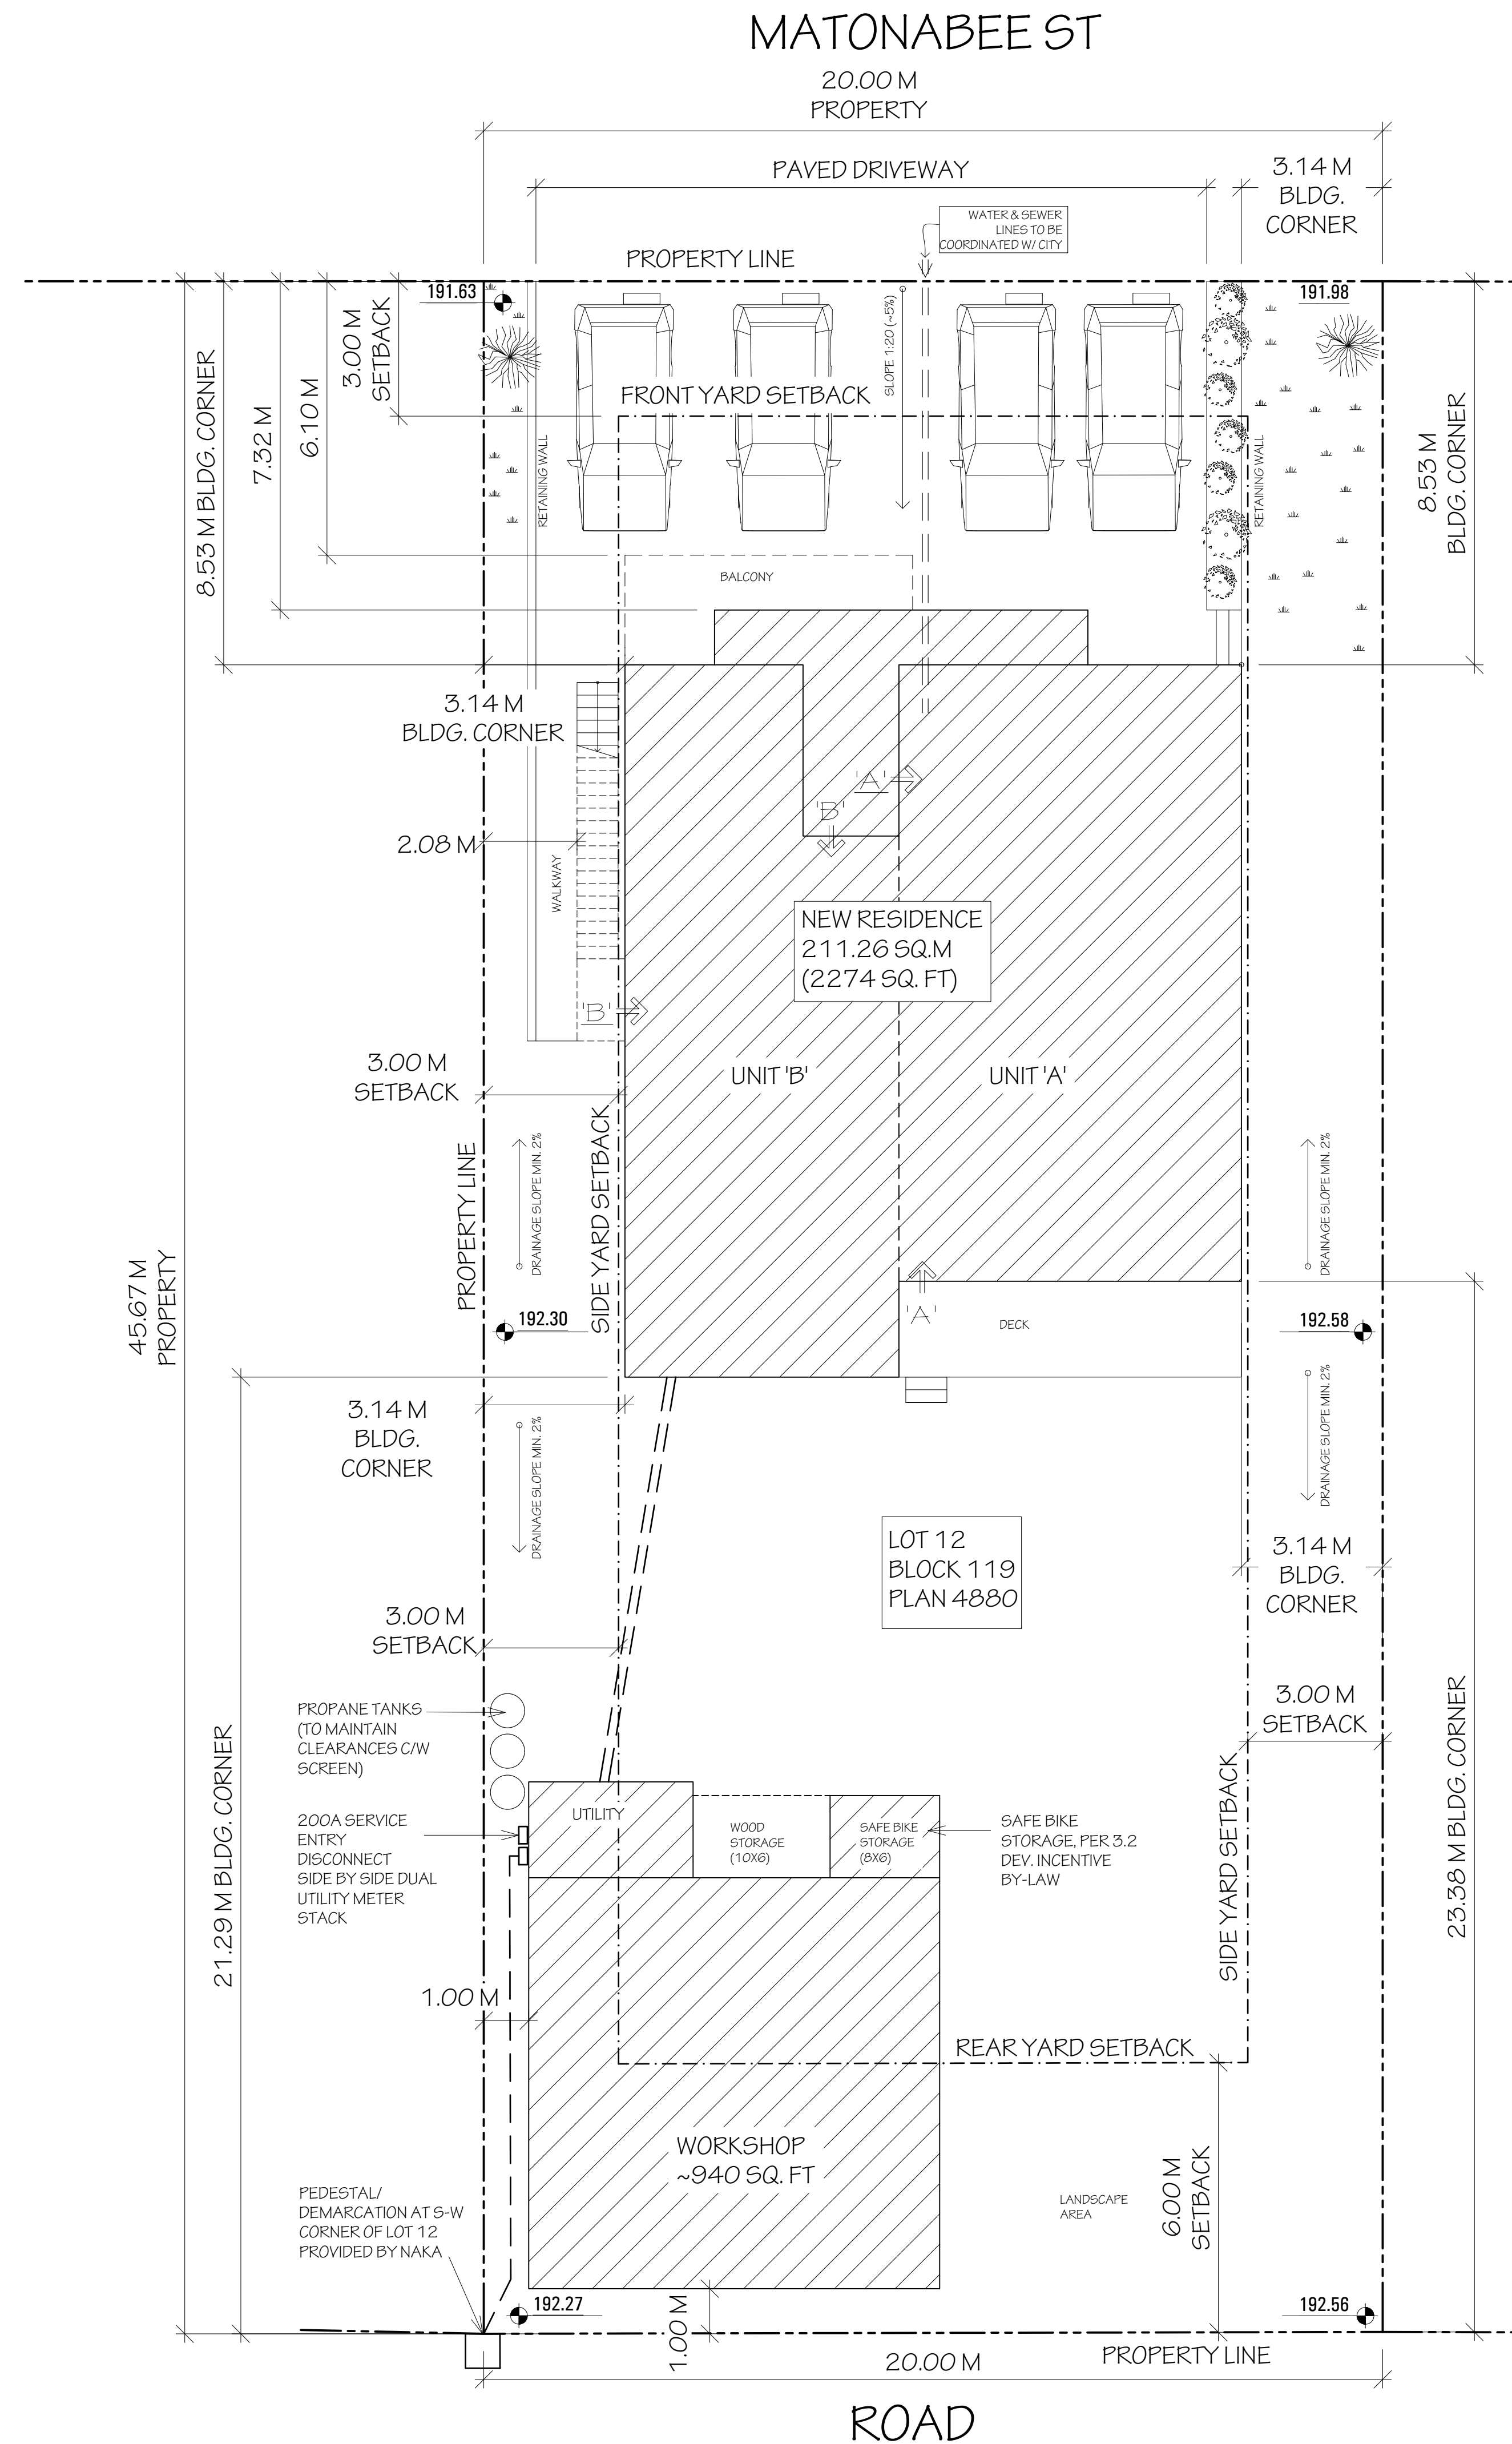 MATONABEE ST
20.00 M
PROPERTY
PAVED DRIVEWAY
3.14 M
BLDG.
CORNER
WATER & SEWER
LINES TO BE
COORDINATED W/ CITY
PROPERTY LINE
191.63
191.98
3.00 M
SETBACK
6.10 M
7.32 M
8.53 M BLDG. CORNER
SLOPE 1:20 (~5%)
FRONT YARD SETBACK
RETAINING WALL
RETAINING WALL
8.53 M
BLDG. CORNER
BALCONY
3.14 M
BLDG. CORNER
'A'
'B'
2.08 M
WALKWAY
NEW RESIDENCE
211.26 SQ.M
(2274 SQ. FT)
'B'
3.00 M
SETBACK
UNIT 'B'
UNIT 'A'
PROPERTY LINE
DRAINAGE SLOPE MIN. 2%
SIDE YARD SETBACK
DRAINAGE SLOPE MIN. 2%
45.67 M
PROPERTY
192.30
'A'
DECK
192.58
3.14 M
BLDG.
CORNER
DRAINAGE SLOPE MIN. 2%
DRAINAGE SLOPE MIN. 2%
LOT 12
BLOCK 119
PLAN 4880
3.14 M
BLDG.
CORNER
3.00 M
SETBACK
PROPANE TANKS
(TO MAINTAIN
CLEARANCES C/W
SCREEN)
3.00 M
SETBACK
21.29 M BLDG. CORNER
23.38 M BLDG. CORNER
SIDE YARD SETBACK
200A SERVICE
ENTRY
DISCONNECT
SIDE BY SIDE DUAL
UTILITY METER
STACK
UTILITY
WOOD
STORAGE
(10X6)
SAFE BIKE
STORAGE
(8X6)
SAFE BIKE
STORAGE, PER 3.2
DEV. INCENTIVE
BY-LAW
1.00 M
REAR YARD SETBACK
WORKSHOP
~940 SQ. FT
6.00 M
SETBACK
LANDSCAPE
AREA
PEDESTAL/
DEMARCATION AT S-W
CORNER OF LOT 12
PROVIDED BY NAKA
192.27
1.00 M
192.56
20.00 M
PROPERTY LINE
ROAD